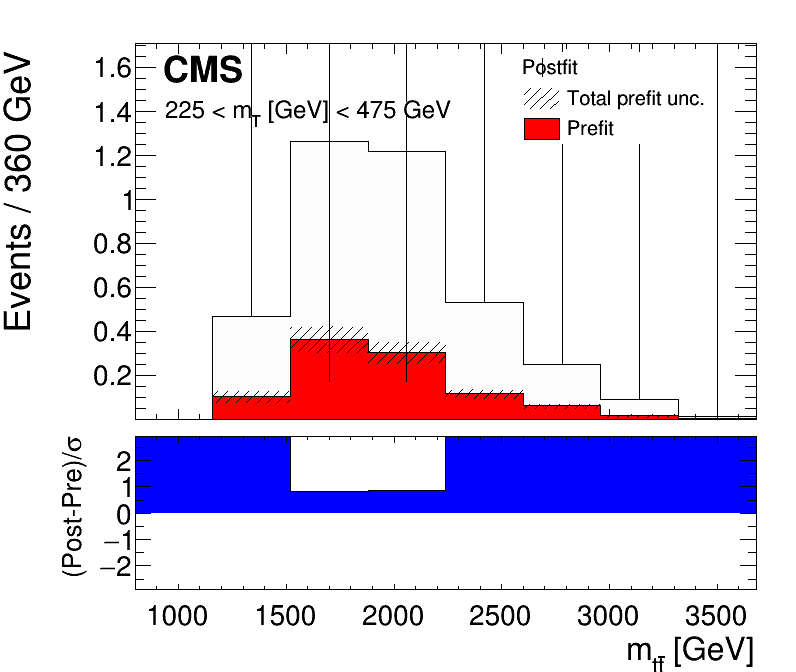 CMS
225 < m_T [GeV] < 475 GeV
Postfit
Total prefit unc.
Prefit
Events / 360 GeV
1.6
1.4
1.2
1
0.8
0.6
0.4
0.2
(Post-Pre)/σ
2
1
0
−1
−2
1000 1500 2000 2500 3000 3500
m_tt̄ [GeV]